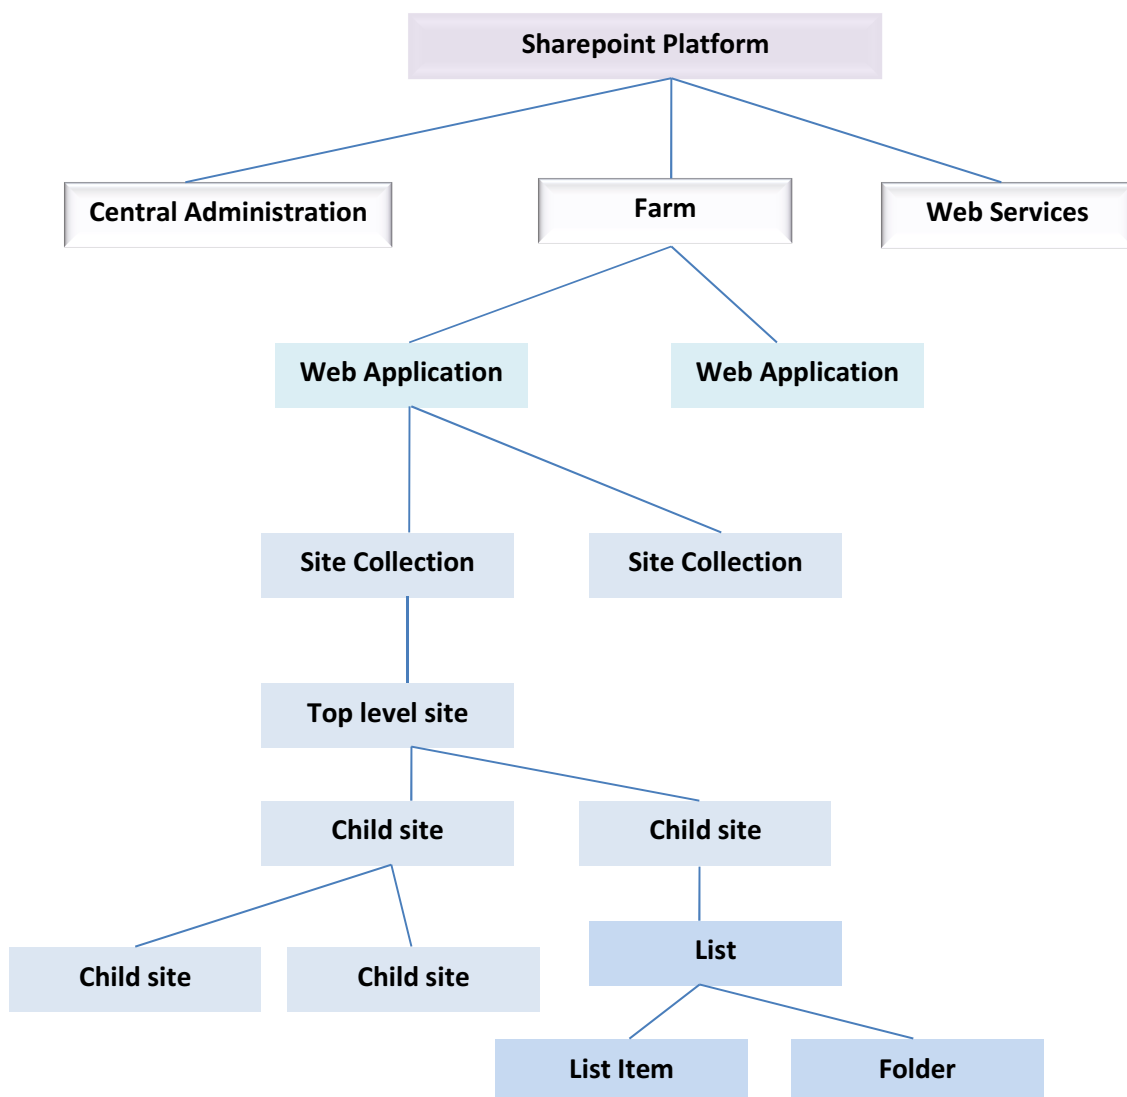 Sharepoint Platform
Central Administration
Farm
Web Services
Web Application
Web Application
Site Collection
Site Collection
Top level site
Child site
Child site
List
Child site
Child site
List Item
Folder